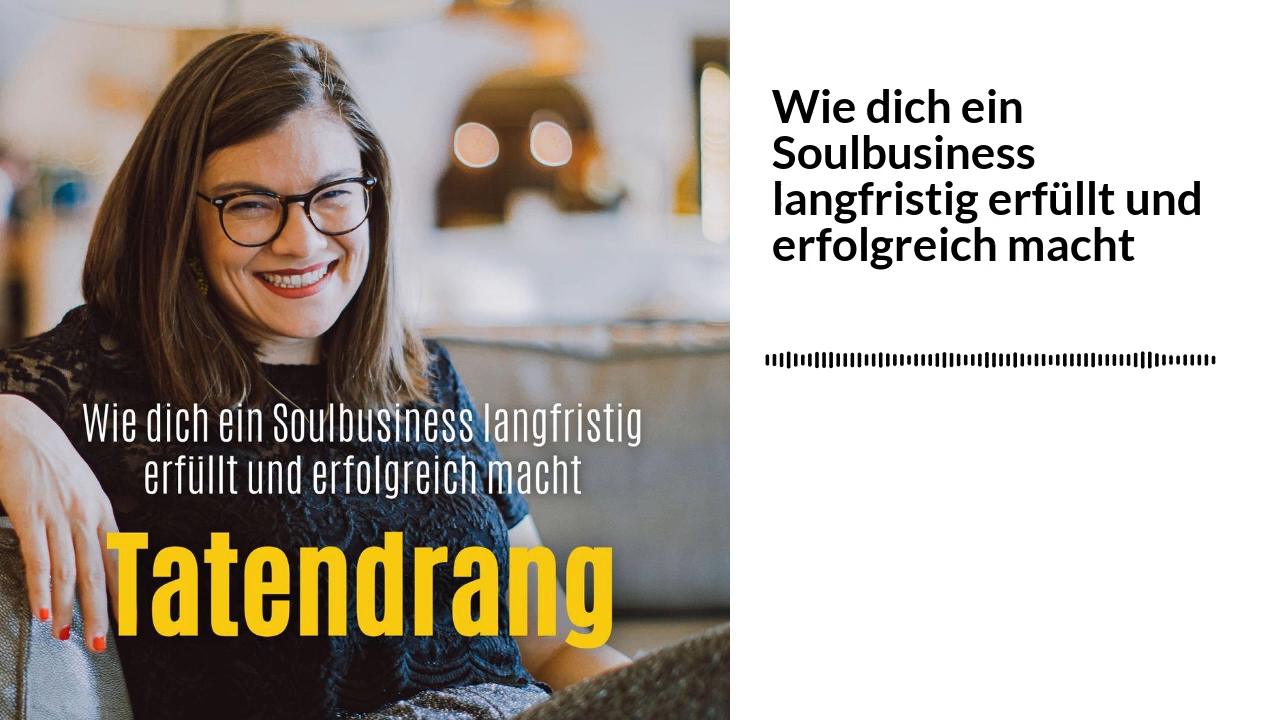 Wie dich ein Soulbusiness langfristig
erfüllt und erfolgreich macht
Tatendrang
Wie dich ein
Soulbusiness
langfristig erfüllt und
erfolgreich macht